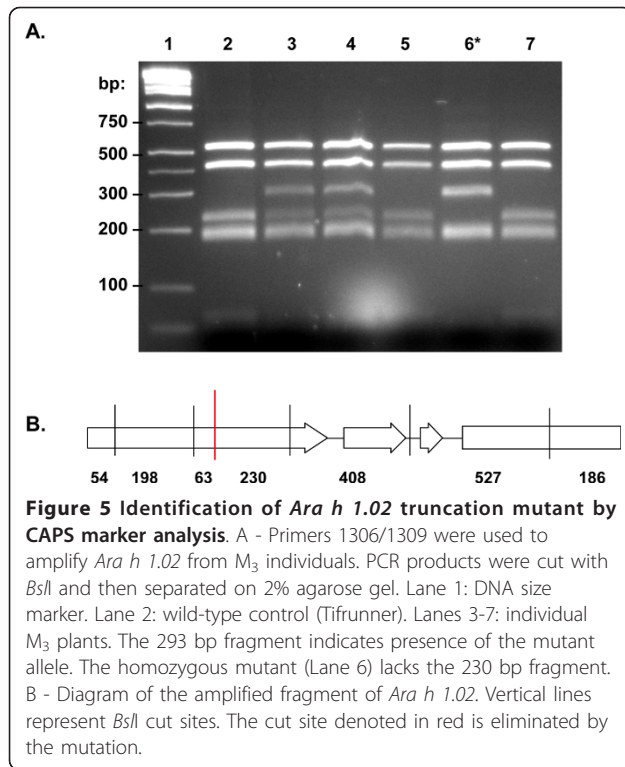 A.
1 2 3 4 5 6* 7
bp:
750
500
300
200
100
B.
54 198 63 230 408 527 186
Figure 5 Identification of Ara h 1.02 truncation mutant by
CAPS marker analysis. A - Primers 1306/1309 were used to
amplify Ara h 1.02 from M3 individuals. PCR products were cut with
BslI and then separated on 2% agarose gel. Lane 1: DNA size
marker. Lane 2: wild-type control (Tifrunner). Lanes 3-7: individual
M3 plants. The 293 bp fragment indicates presence of the mutant
allele. The homozygous mutant (Lane 6) lacks the 230 bp fragment.
B - Diagram of the amplified fragment of Ara h 1.02. Vertical lines
represent BslI cut sites. The cut site denoted in red is eliminated by
the mutation.